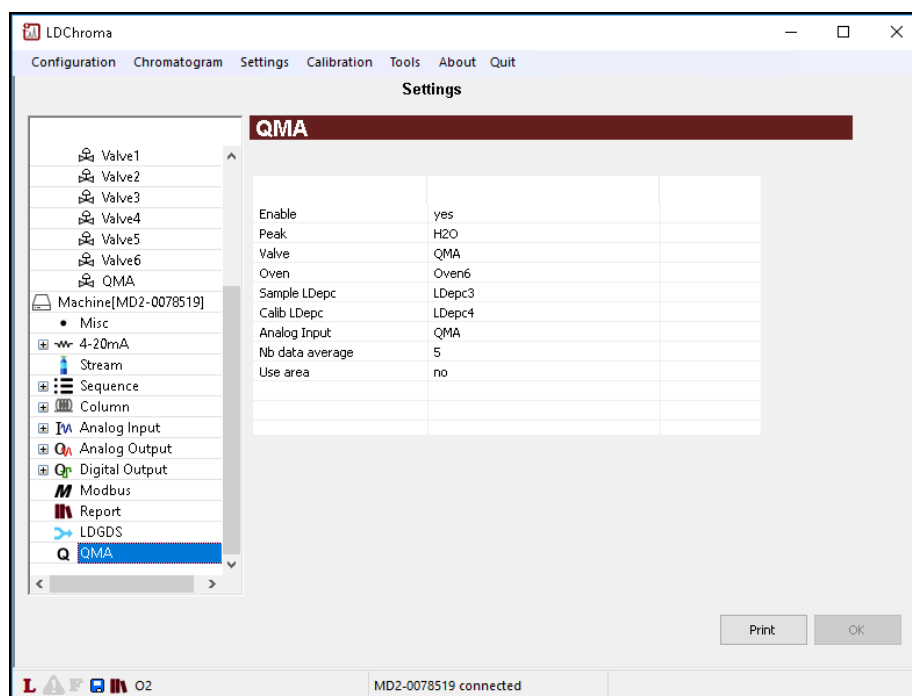 LDChroma
Configuration Chromatogram Settings Calibration Tools About Quit
Settings
Valve1
Valve2
Valve3
Valve4
Valve5
Valve6
QMA
Machine[MD2-0078519]
Misc
4-20mA
Stream
Sequence
Column
Analog Input
Analog Output
Digital Output
Modbus
Report
LDGDS
QMA
QMA
Enable yes
Peak H2O
Valve QMA
Oven Oven6
Sample LDepc LDepc3
Calib LDepc LDepc4
Analog Input QMA
Nb data average 5
Use area no
Print OK
L F O2 MD2-0078519 connected